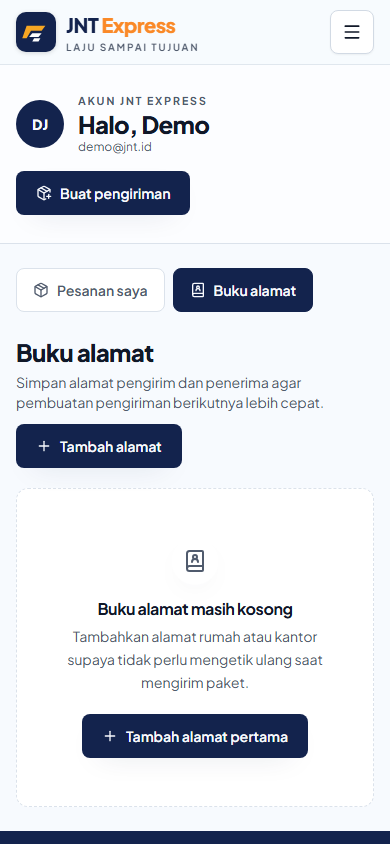 JNT Express
LAJU SAMPAI TUJUAN
DJ
AKUN JNT EXPRESS
Halo, Demo
demo@jnt.id
Buat pengiriman
Pesanan saya
Buku alamat
Buku alamat
Simpan alamat pengirim dan penerima agar
pembuatan pengiriman berikutnya lebih cepat.
Tambah alamat
Buku alamat masih kosong
Tambahkan alamat rumah atau kantor
supaya tidak perlu mengetik ulang saat
mengirim paket.
Tambah alamat pertama